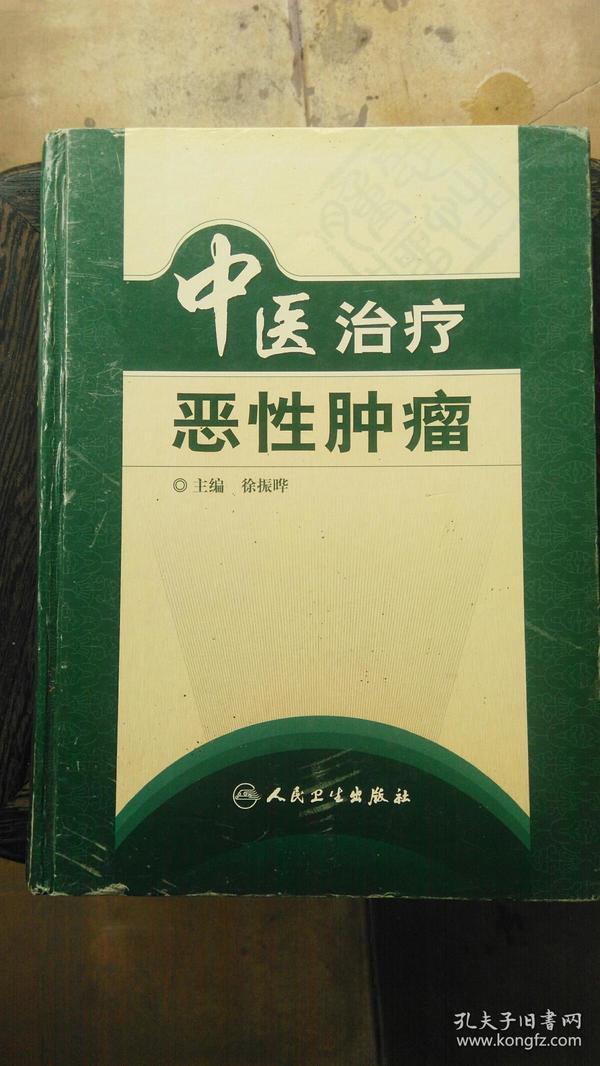 中医治疗
恶性肿瘤
◎主编 徐振晔
人民卫生出版社
孔夫子旧书网
www.kongfz.com